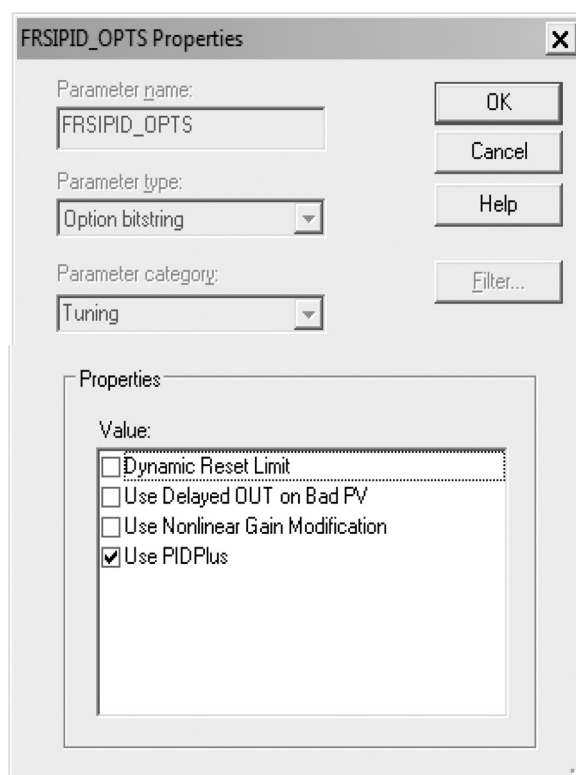 FRSIPID_OPTS Properties
Parameter name:
FRSIPID_OPTS
Parameter type:
Option bitstring
Parameter category:
Tuning
OK
Cancel
Help
Filter...
Properties
Value:
Dynamic Reset Limit
Use Delayed OUT on Bad PV
Use Nonlinear Gain Modification
Use PIDPlus